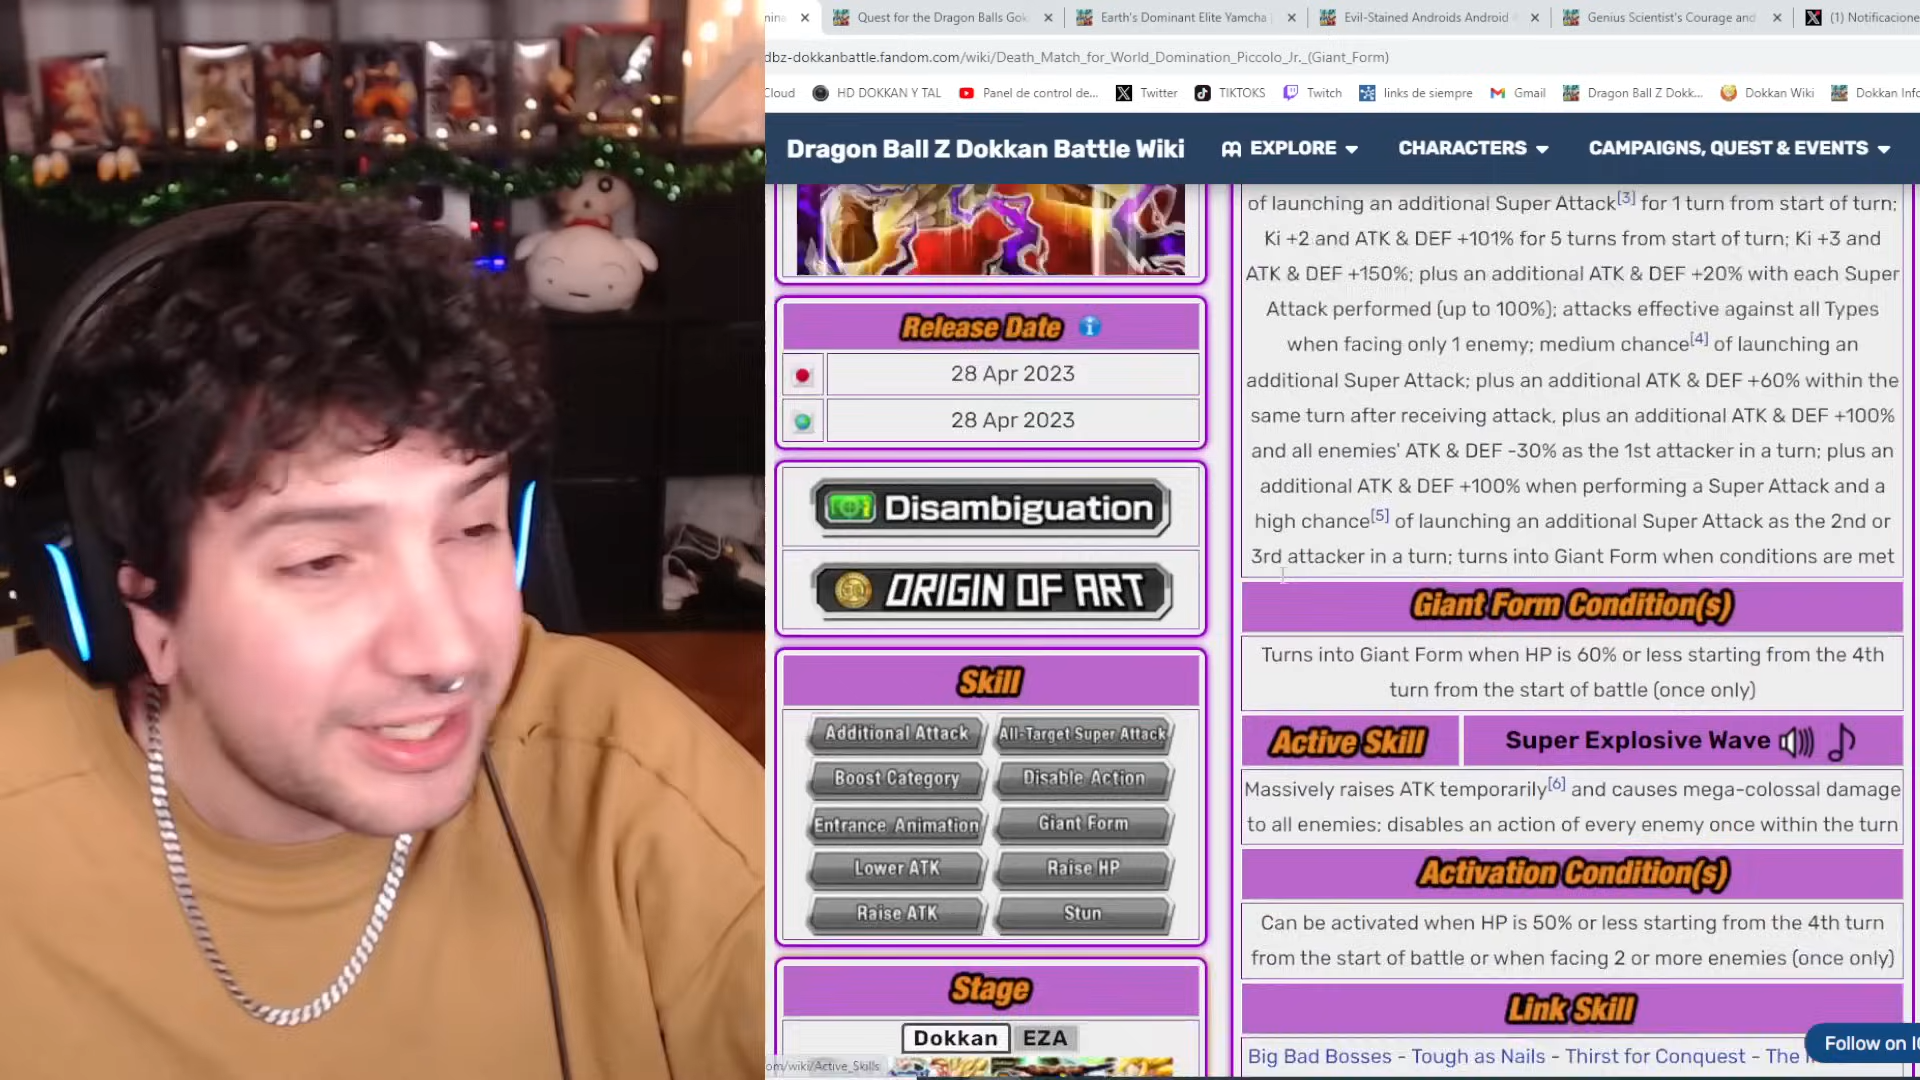 Quest for the Dragon Balls Gok
Earth's Dominant Elite Yamcha
Evil-Stained Androids Android
Genius Scientist's Courage and
(1) Notificacione
dbz-dokkanbattle.fandom.com/wiki/Death_Match_for_World_Domination_Piccolo_Jr._(Giant_Form)
Cloud
HD DOKKAN Y TAL
Panel de control de...
Twitter
TIKTOKS
Twitch
links de siempre
Gmail
Dragon Ball Z Dokk...
Dokkan Wiki
Dokkan Info
Dragon Ball Z Dokkan Battle Wiki
EXPLORE
CHARACTERS
CAMPAIGNS, QUEST & EVENTS
Release Date
28 Apr 2023
28 Apr 2023
Disambiguation
ORIGIN OF ART
Skill
Additional Attack
All-Target Super Attack
Boost Category
Disable Action
Entrance Animation
Giant Form
Lower ATK
Raise HP
Raise ATK
Stun
Stage
Dokkan
EZA
om/wiki/Active_Skills
of launching an additional Super Attack[3] for 1 turn from start of turn;
Ki +2 and ATK & DEF +101% for 5 turns from start of turn; Ki +3 and
ATK & DEF +150%; plus an additional ATK & DEF +20% with each Super
Attack performed (up to 100%); attacks effective against all Types
when facing only 1 enemy; medium chance[4] of launching an
additional Super Attack; plus an additional ATK & DEF +60% within the
same turn after receiving attack, plus an additional ATK & DEF +100%
and all enemies' ATK & DEF -30% as the 1st attacker in a turn; plus an
additional ATK & DEF +100% when performing a Super Attack and a
high chance[5] of launching an additional Super Attack as the 2nd or
3rd attacker in a turn; turns into Giant Form when conditions are met
Giant Form Condition(s)
Turns into Giant Form when HP is 60% or less starting from the 4th
turn from the start of battle (once only)
Active Skill
Super Explosive Wave
Massively raises ATK temporarily[6] and causes mega-colossal damage
to all enemies; disables an action of every enemy once within the turn
Activation Condition(s)
Can be activated when HP is 50% or less starting from the 4th turn
from the start of battle or when facing 2 or more enemies (once only)
Link Skill
Big Bad Bosses - Tough as Nails - Thirst for Conquest - The
Follow on